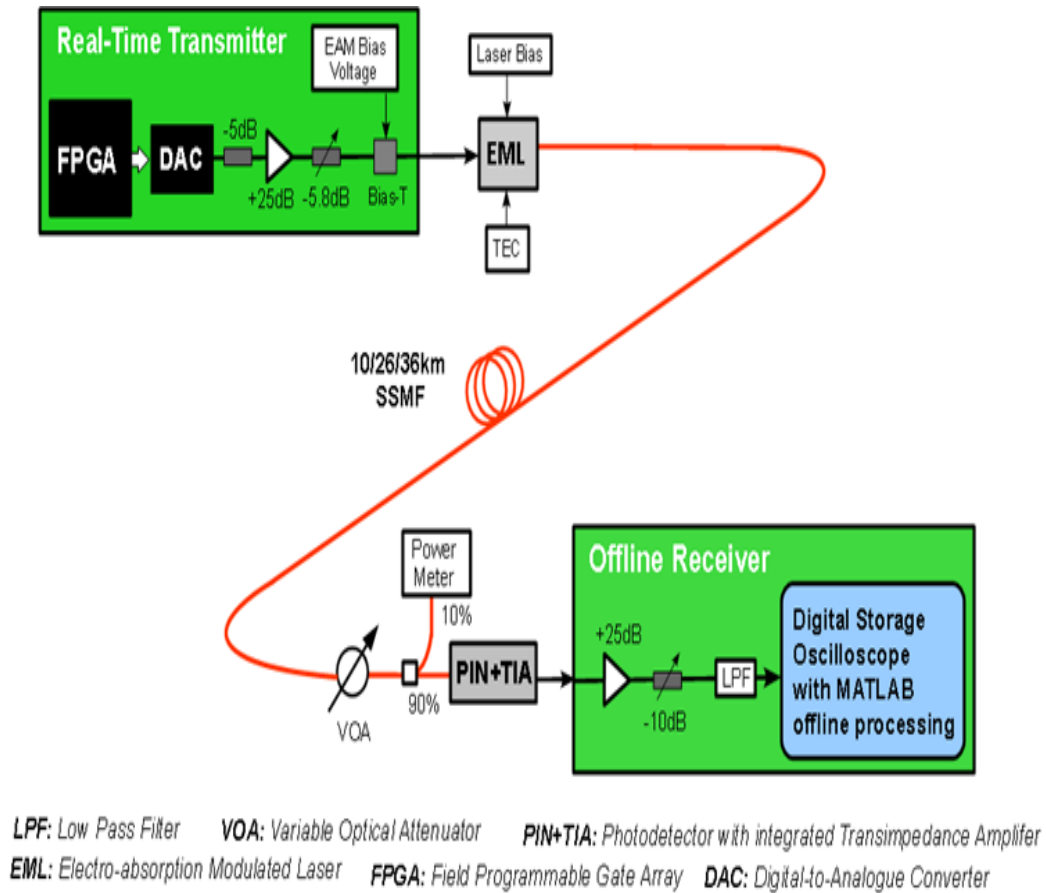 Real-Time Transmitter
EAM Bias
Voltage
Laser Bias
FPGA
DAC
-5dB
+25dB
-5.8dB
Bias-T
EML
TEC
10/26/36km
SSMF
Power
Meter
10%
90%
VOA
PIN+TIA
Offline Receiver
+25dB
-10dB
LPF
Digital Storage
Oscilloscope
with MATLAB
offline processing
LPF: Low Pass Filter VOA: Variable Optical Attenuator PIN+TIA: Photodetector with integrated Transimpedance Amplifer
EML: Electro-absorption Modulated Laser FPGA: Field Programmable Gate Array DAC: Digital-to-Analogue Converter